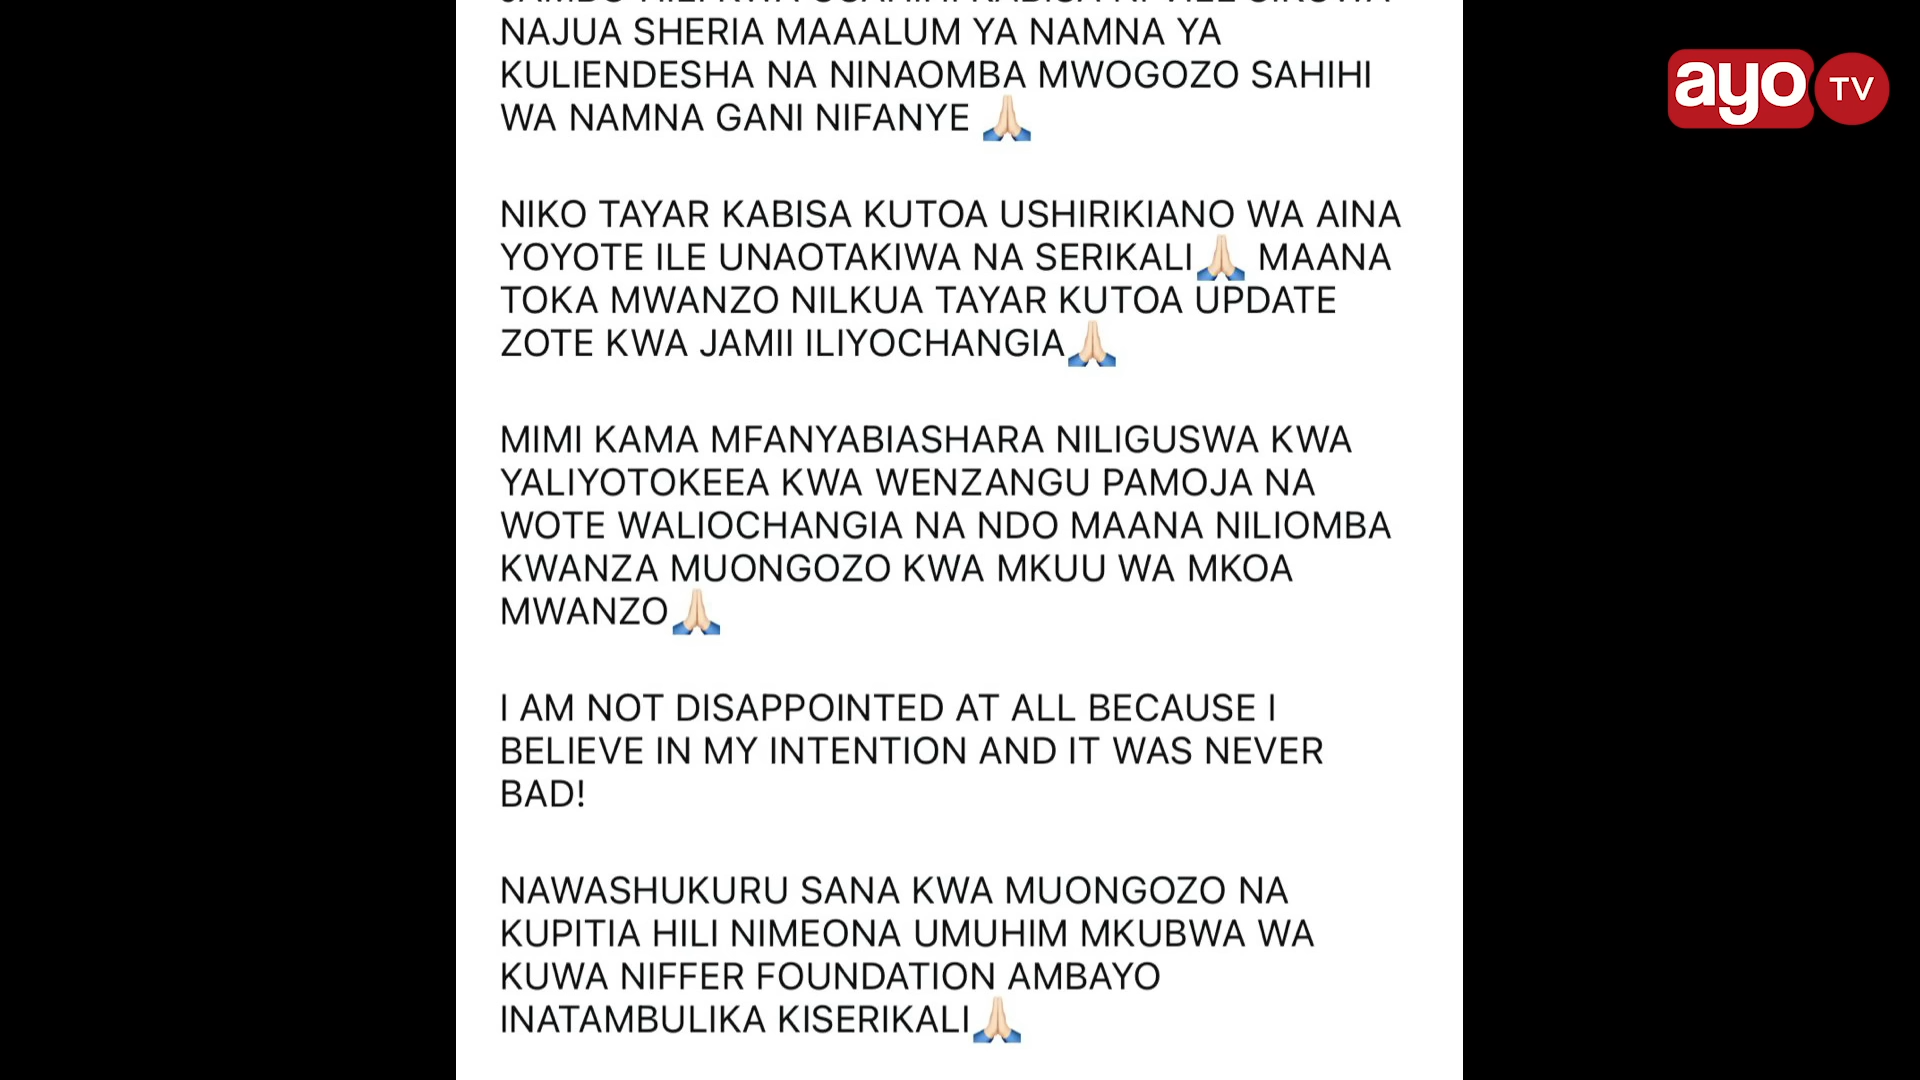 NAJUA SHERIA MAAALUM YA NAMNA YA
KULIENDESHA NA NINAOMBA MWOGOZO SAHIHI
WA NAMNA GANI NIFANYE 🙏🏻
NIKO TAYAR KABISA KUTOA USHIRIKIANO WA AINA
YOYOTE ILE UNAOTAKIWA NA SERIKALI🙏🏻 MAANA
TOKA MWANZO NILKUA TAYAR KUTOA UPDATE
ZOTE KWA JAMII ILIYOCHANGIA🙏🏻
MIMI KAMA MFANYABIASHARA NILIGUSWA KWA
YALIYOTOKEEA KWA WENZANGU PAMOJA NA
WOTE WALIOCHANGIA NA NDO MAANA NILIOMBA
KWANZA MUONGOZO KWA MKUU WA MKOA
MWANZO🙏🏻
I AM NOT DISAPPOINTED AT ALL BECAUSE I
BELIEVE IN MY INTENTION AND IT WAS NEVER
BAD!
NAWASHUKURU SANA KWA MUONGOZO NA
KUPITIA HILI NIMEONA UMUHIM MKUBWA WA
KUWA NIFFER FOUNDATION AMBAYO
INATAMBULIKA KISERIKALI🙏🏻
ayo TV